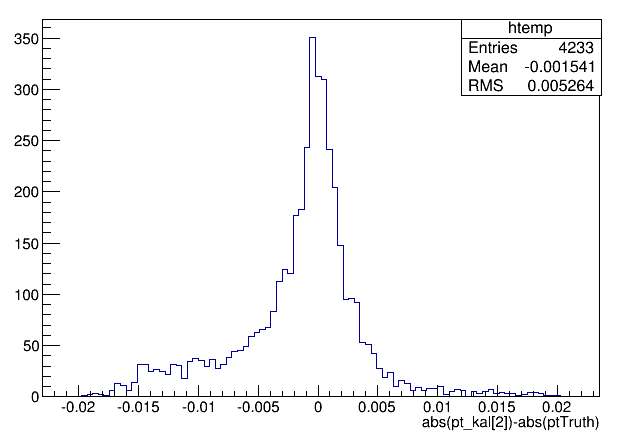 htemp
Entries 4233
Mean -0.001541
RMS 0.005264
350
300
250
200
150
100
50
0
-0.02 -0.015 -0.01 -0.005 0 0.005 0.01 0.015 0.02
abs(pt_kal[2])-abs(ptTruth)